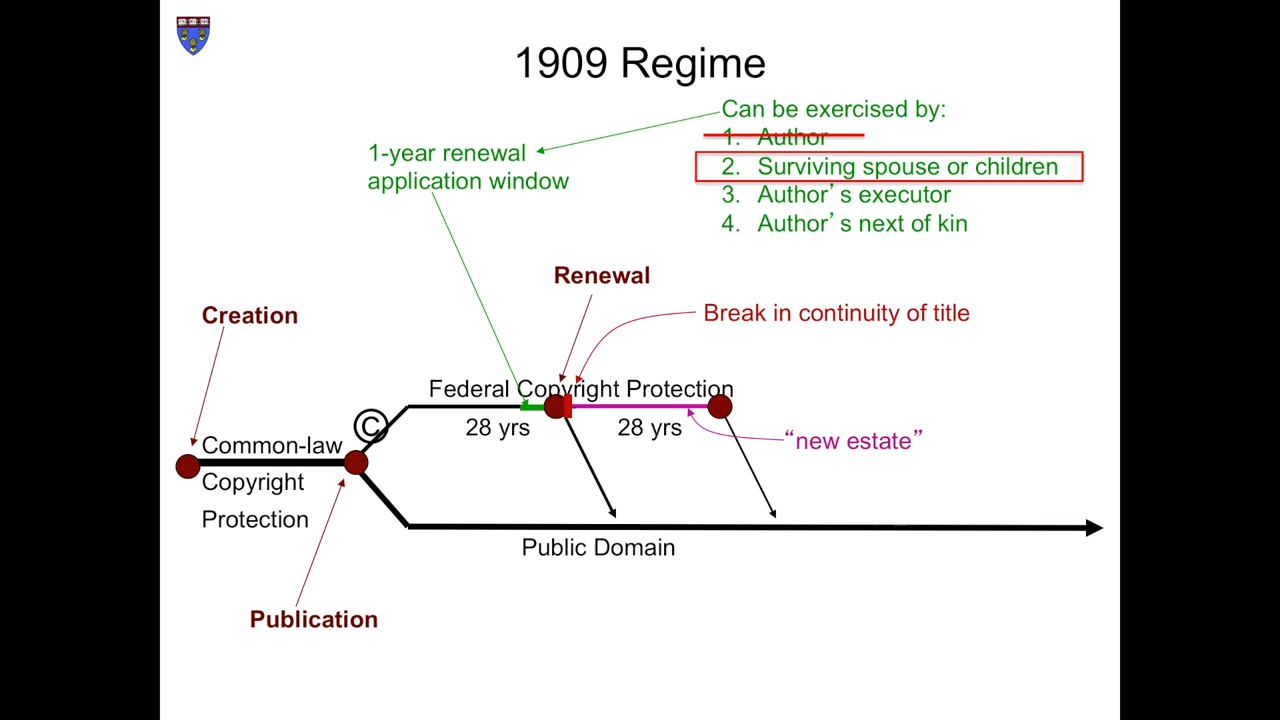 1909 Regime
Can be exercised by:
1. Author
2. Surviving spouse or children
3. Author’s executor
4. Author’s next of kin
1-year renewal
application window
Renewal
Creation
Break in continuity of title
Federal Copyright Protection
©
28 yrs
28 yrs
“new estate”
Common-law
Copyright
Protection
Public Domain
Publication